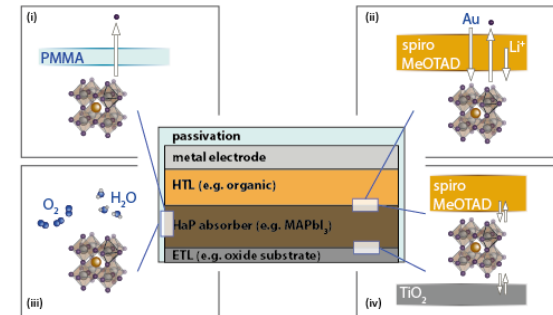 (i)
PMMA
(ii)
Au
Li⁺
spiro
MeOTAD
passivation
metal electrode
HTL (e.g. organic)
HaP absorber (e.g. MAPbI₃)
ETL (e.g. oxide substrate)
O₂
H₂O
(iii)
spiro
MeOTAD
TiO₂
(iv)